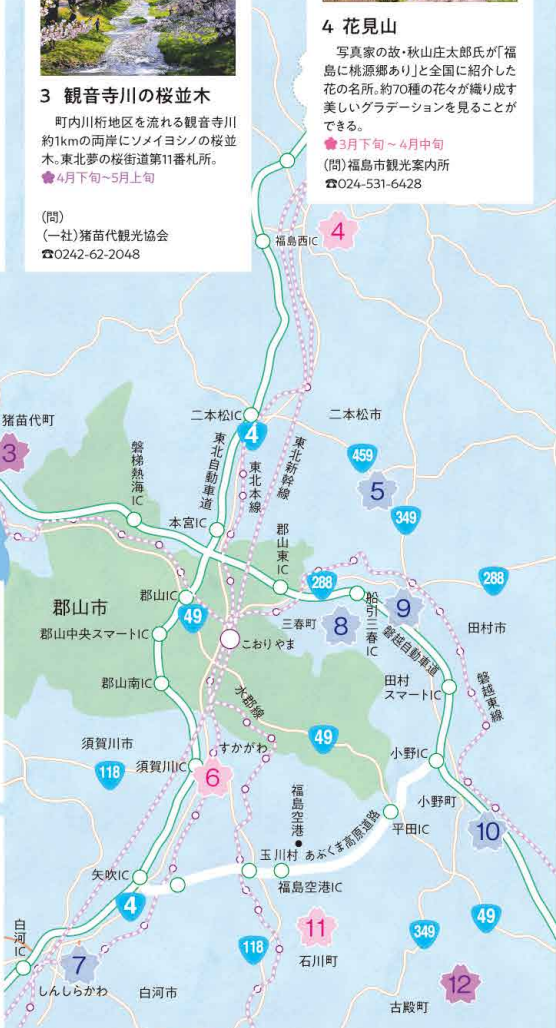 3 観音寺川の桜並木
町内川桁地区を流れる観音寺川
約1kmの両岸にソメイヨシノの桜並
木。東北夢の桜街道第11番札所。
4月下旬~5月上旬
(問)
(一社)猪苗代観光協会
☎0242-62-2048
4 花見山
写真家の故・秋山庄太郎氏が「福
島に桃源郷あり」と全国に紹介した
花の名所。約70種の花々が織り成す
美しいグラデーションを見ることが
できる。
3月下旬~4月中旬
(問)福島市観光案内所
☎024-531-6428
福島西IC
4
二本松IC
4
二本松市
猪苗代町
3
磐梯熱海IC
東北自動車道
東北本線
東北新幹線
459
5
349
本宮IC
郡山東IC
288
288
郡山市
郡山IC
49
三春町
8
船引三春IC
9
田村市
郡山中央スマートIC
こおりやま
磐越自動車道
郡山南IC
田村
スマートIC
磐越東線
水郡線
49
須賀川市
すかがわ
小野IC
118
須賀川IC
6
福島空港
小野町
あぶくま高原道路
平田IC
10
玉川村
矢吹IC
福島空港IC
4
白河IC
11
石川町
349
49
118
7
しんしらかわ
白河市
12
古殿町